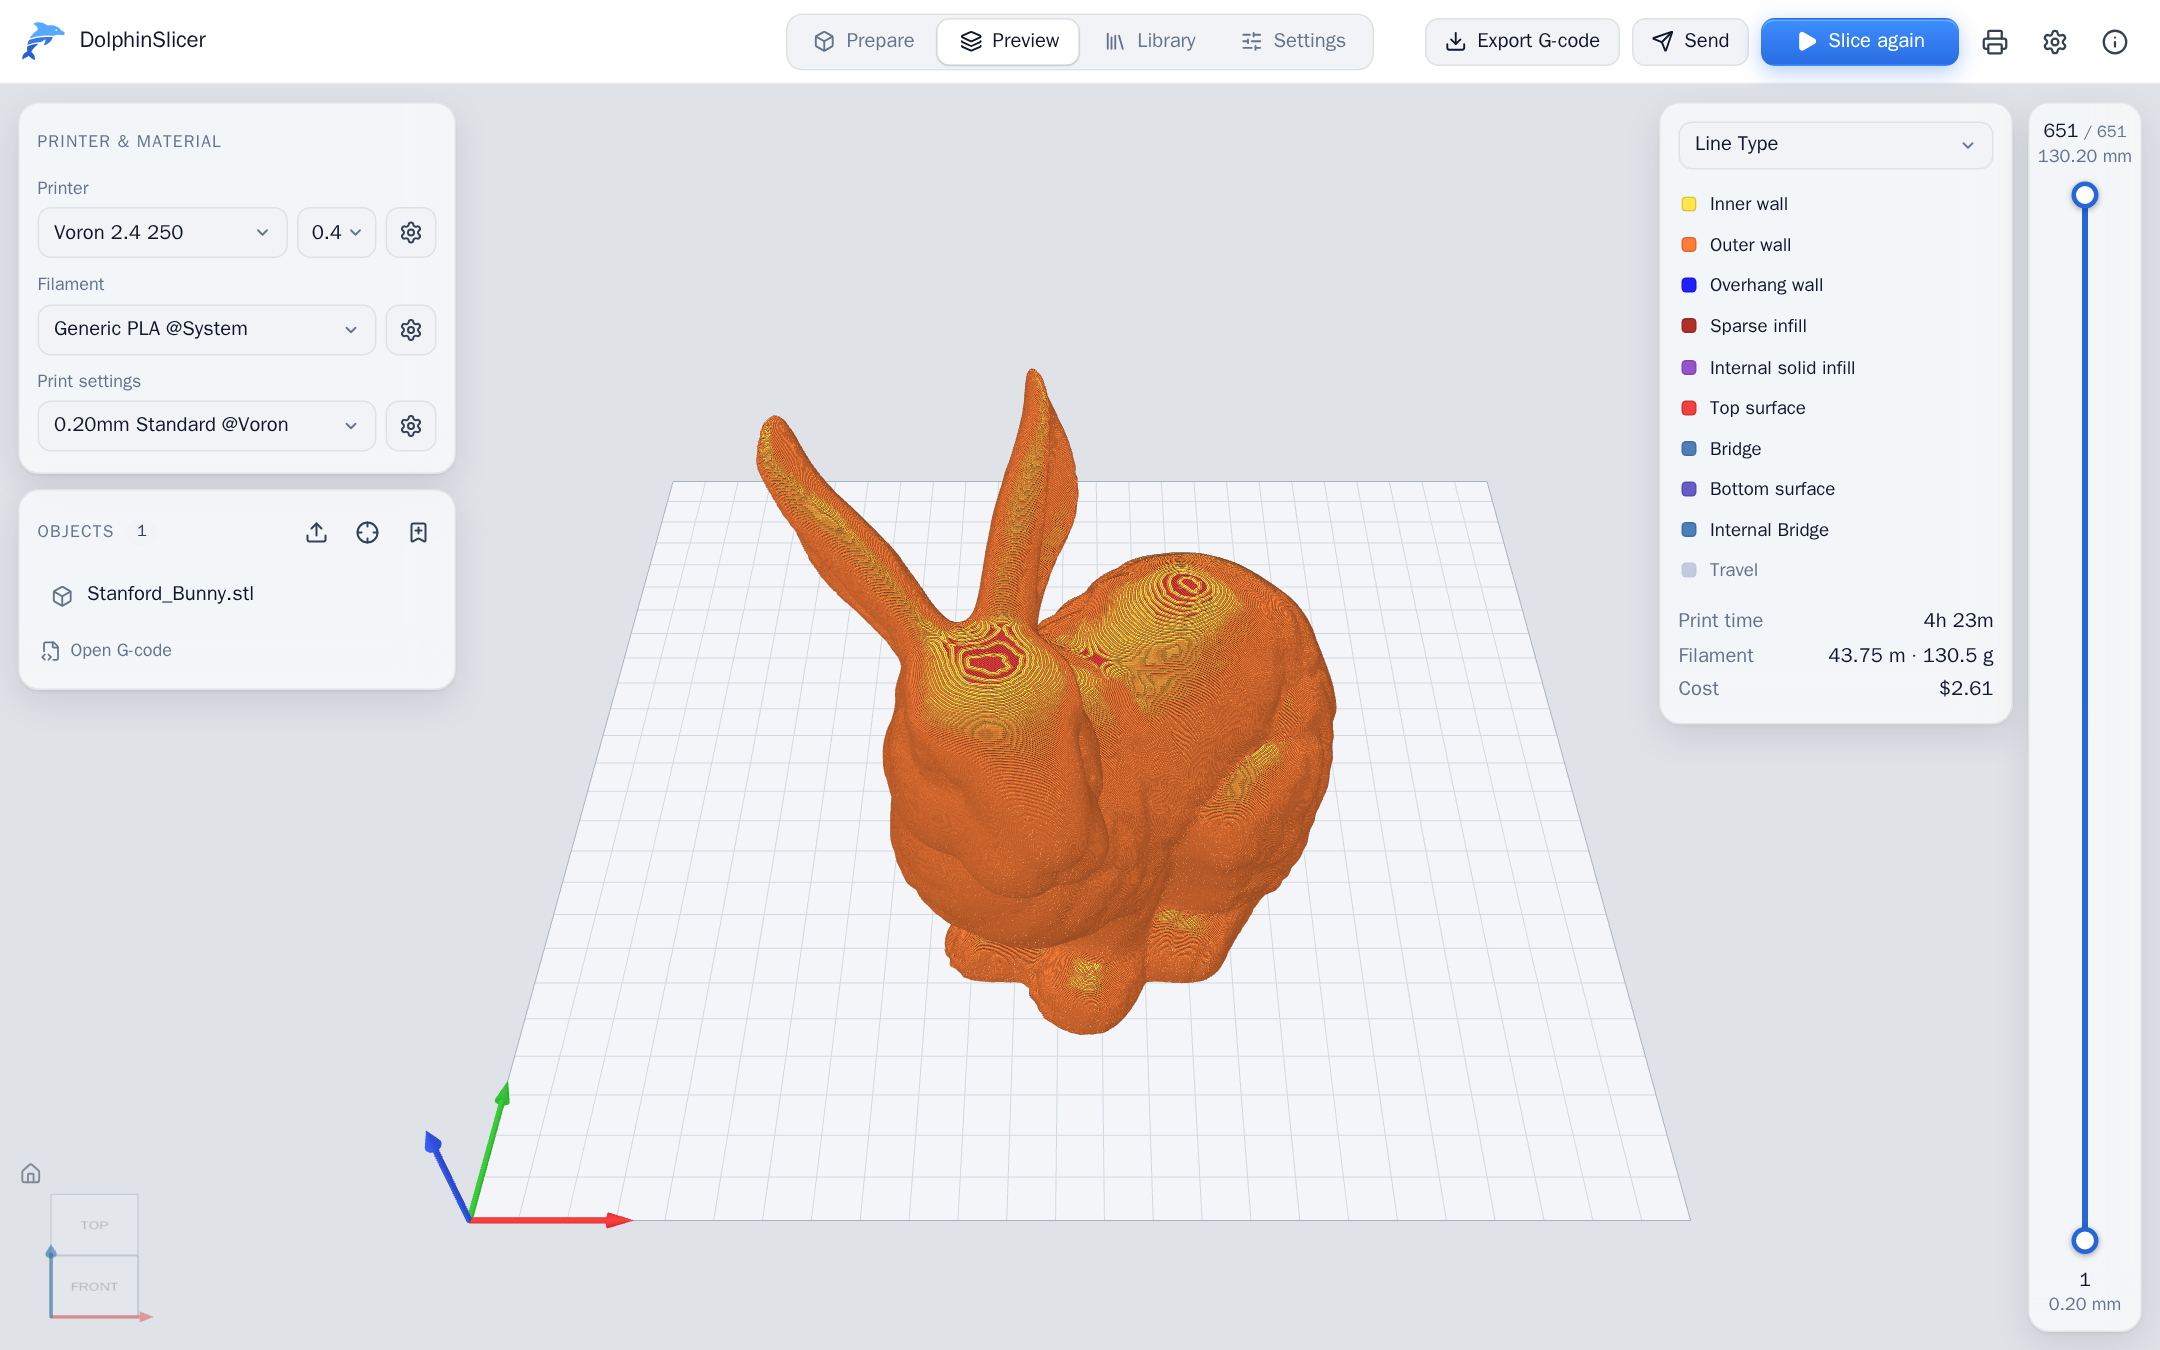 DolphinSlicer
Prepare
Preview
Library
Settings
Export G-code
Send
Slice again
PRINTER & MATERIAL
Printer
Voron 2.4 250
0.4
Filament
Generic PLA @System
Print settings
0.20mm Standard @Voron
OBJECTS 1
Stanford_Bunny.stl
Open G-code
Line Type
Inner wall
Outer wall
Overhang wall
Sparse infill
Internal solid infill
Top surface
Bridge
Bottom surface
Internal Bridge
Travel
Print time 4h 23m
Filament 43.75 m · 130.5 g
Cost $2.61
651 / 651
130.20 mm
1
0.20 mm
TOP
FRONT